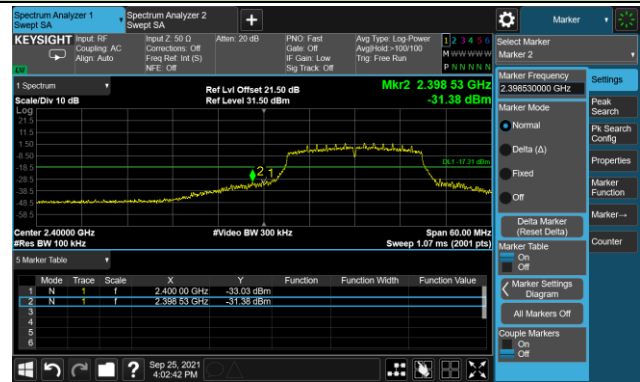 Spectrum Analyzer 1
Swept SA
Spectrum Analyzer 2
Swept SA
+
Marker
KEYSIGHT
Input: RF
Coupling: AC
Align: Auto
Input Z: 50 Ω
Corrections: Off
Freq Ref: Int (S)
NFE: Off
Atten: 20 dB
PNO: Fast
Gate: Off
IF Gain: Low
Sig Track: Off
Avg Type: Log-Power
Avg|Hold:>100/100
Trig: Free Run
1 2 3 4 5 6
M W W W W W
P N N N N N
Select Marker
Marker 2
1 Spectrum
Scale/Div 10 dB
Ref Lvl Offset 21.50 dB
Ref Level 31.50 dBm
Mkr2 2.398 53 GHz
-31.38 dBm
Log
21.5
11.5
1.50
-8.50
-18.5
-28.5
-38.5
-48.5
-58.5
DL1 -17.31 dBm
2 1
Center 2.40000 GHz
#Res BW 100 kHz
#Video BW 300 kHz
Span 60.00 MHz
Sweep 1.07 ms (2001 pts)
5 Marker Table
Mode Trace Scale X Y Function Function Width Function Value
1 N 1 f 2.400 00 GHz -33.03 dBm
2 N 1 f 2.398 53 GHz -31.38 dBm
3
4
5
6
Marker Frequency
2.398530000 GHz
Marker Mode
Normal
Delta (Δ)
Fixed
Off
Delta Marker
(Reset Delta)
Marker Table
On
Off
Marker Settings
Diagram
All Markers Off
Couple Markers
On
Off
Settings
Peak
Search
Pk Search
Config
Properties
Marker
Function
Marker→
Counter
?
Sep 25, 2021
4:02:42 PM